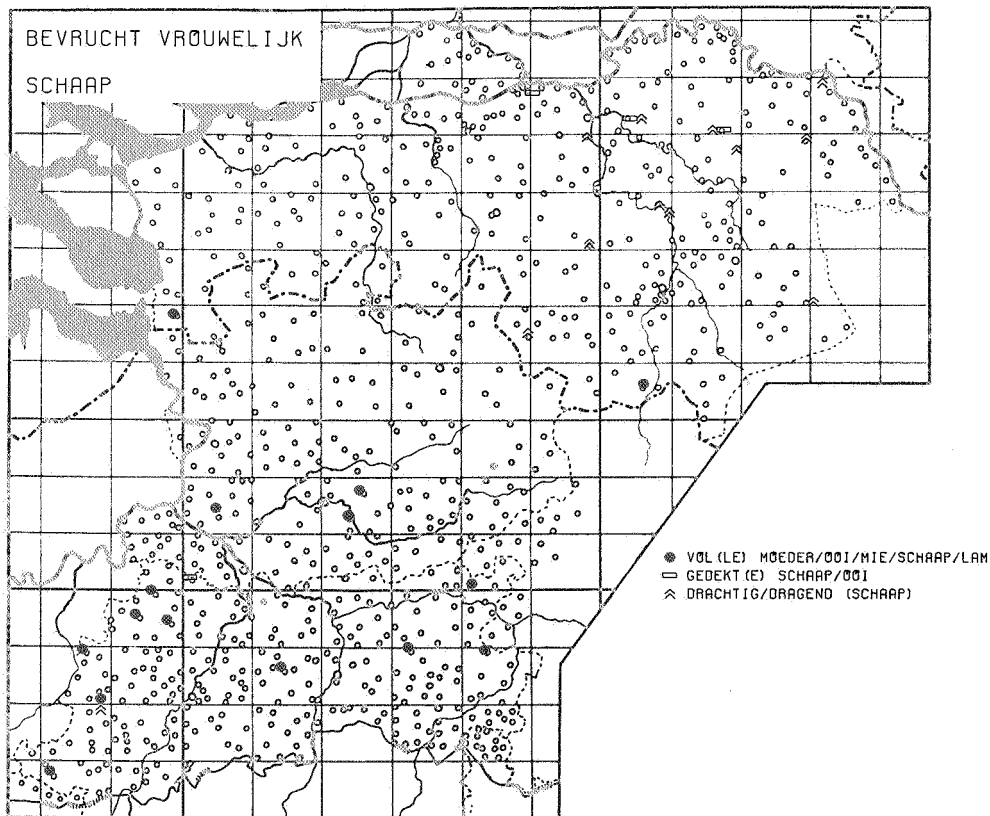 BEVRUCHT VROUWELIJK
SCHAAP
VOL(LE) MOEDER/OOI/MIE/SCHAAP/LAM
GEDEKT(E) SCHAAP/OOI
DRACHTIG/DRAGEND (SCHAAP)